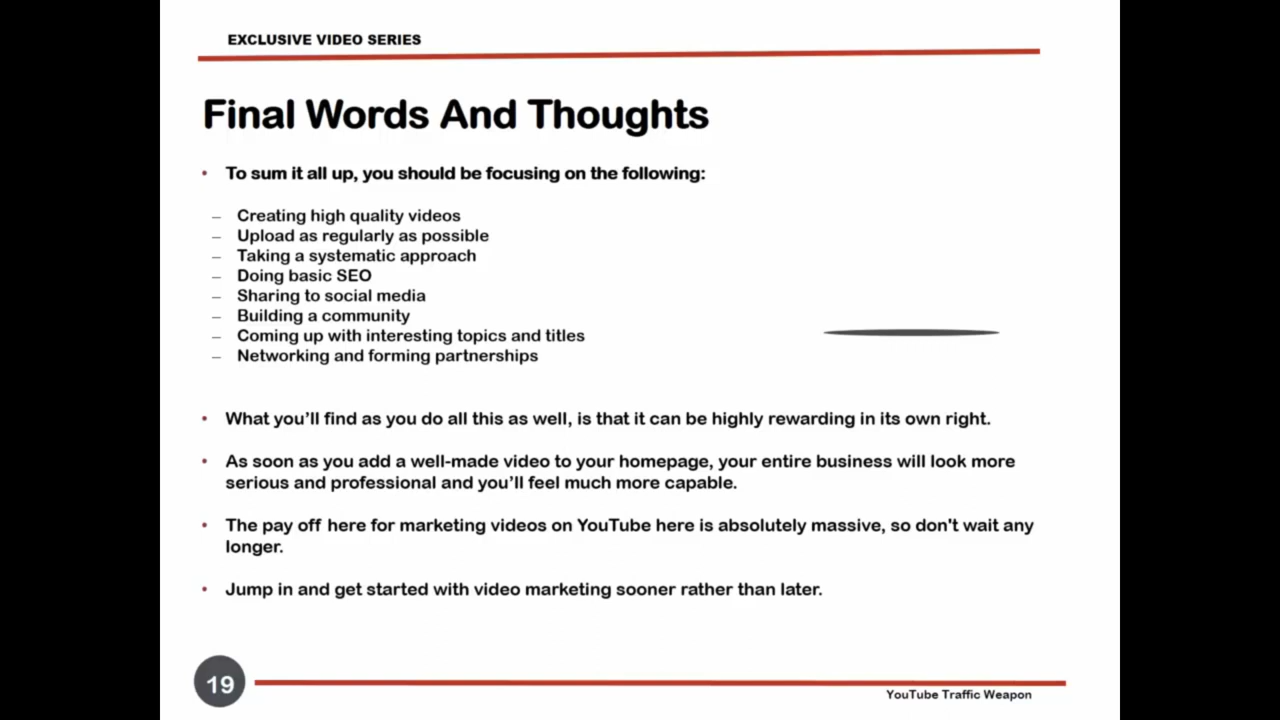 EXCLUSIVE VIDEO SERIES
Final Words And Thoughts
• To sum it all up, you should be focusing on the following:
– Creating high quality videos
– Upload as regularly as possible
– Taking a systematic approach
– Doing basic SEO
– Sharing to social media
– Building a community
– Coming up with interesting topics and titles
– Networking and forming partnerships
• What you’ll find as you do all this as well, is that it can be highly rewarding in its own right.
• As soon as you add a well-made video to your homepage, your entire business will look more
serious and professional and you’ll feel much more capable.
• The pay off here for marketing videos on YouTube here is absolutely massive, so don't wait any
longer.
• Jump in and get started with video marketing sooner rather than later.
19
YouTube Traffic Weapon